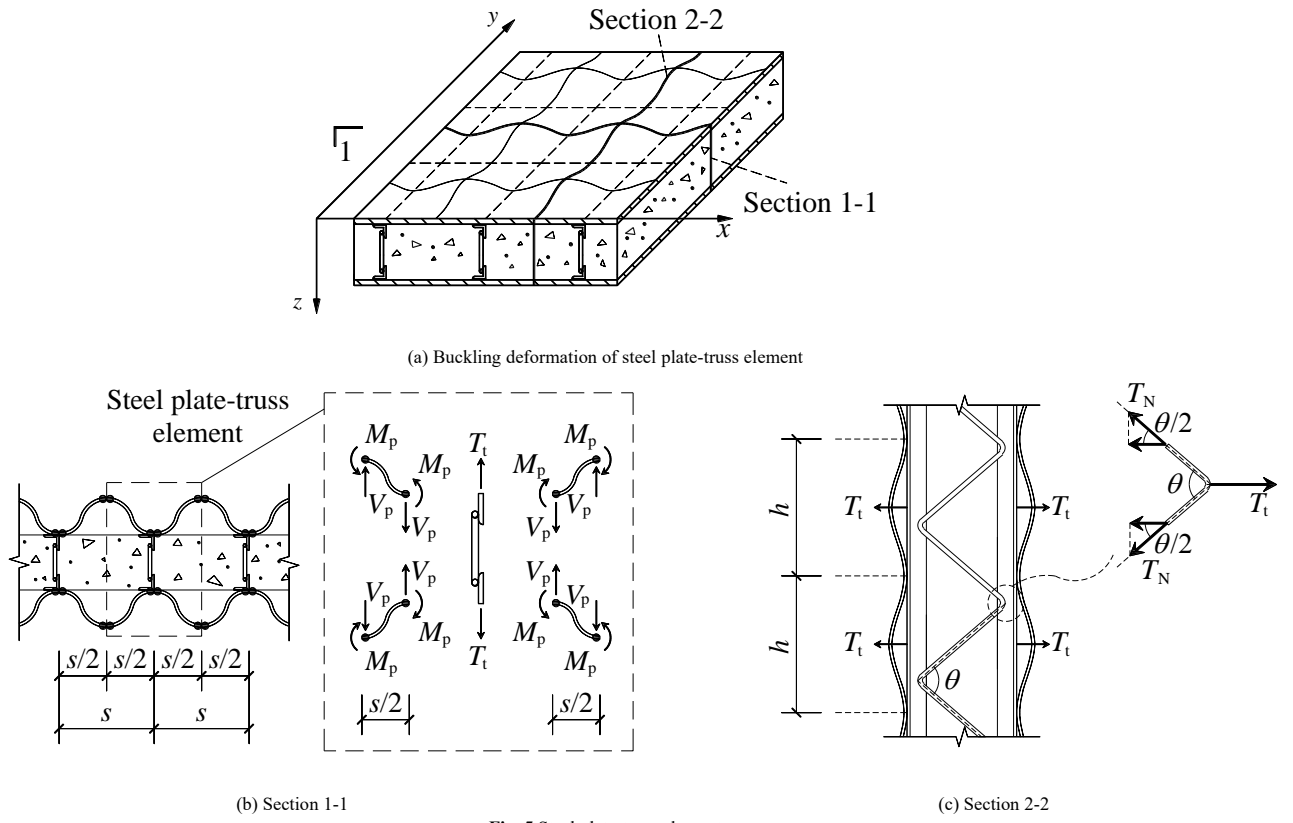 y
Section 2-2
1
Section 1-1
x
z
(a) Buckling deformation of steel plate-truss element
Steel plate-truss
element
M_p
M_p
V_p
V_p
T_t
M_p
M_p
V_p
V_p
V_p
V_p
M_p
M_p
T_t
V_p
V_p
M_p
M_p
s/2
s/2
s/2
s/2
s
s
s/2
s/2
(b) Section 1-1
h
h
T_t
T_t
T_t
T_t
θ
T_N
θ/2
θ
T_t
θ/2
T_N
(c) Section 2-2